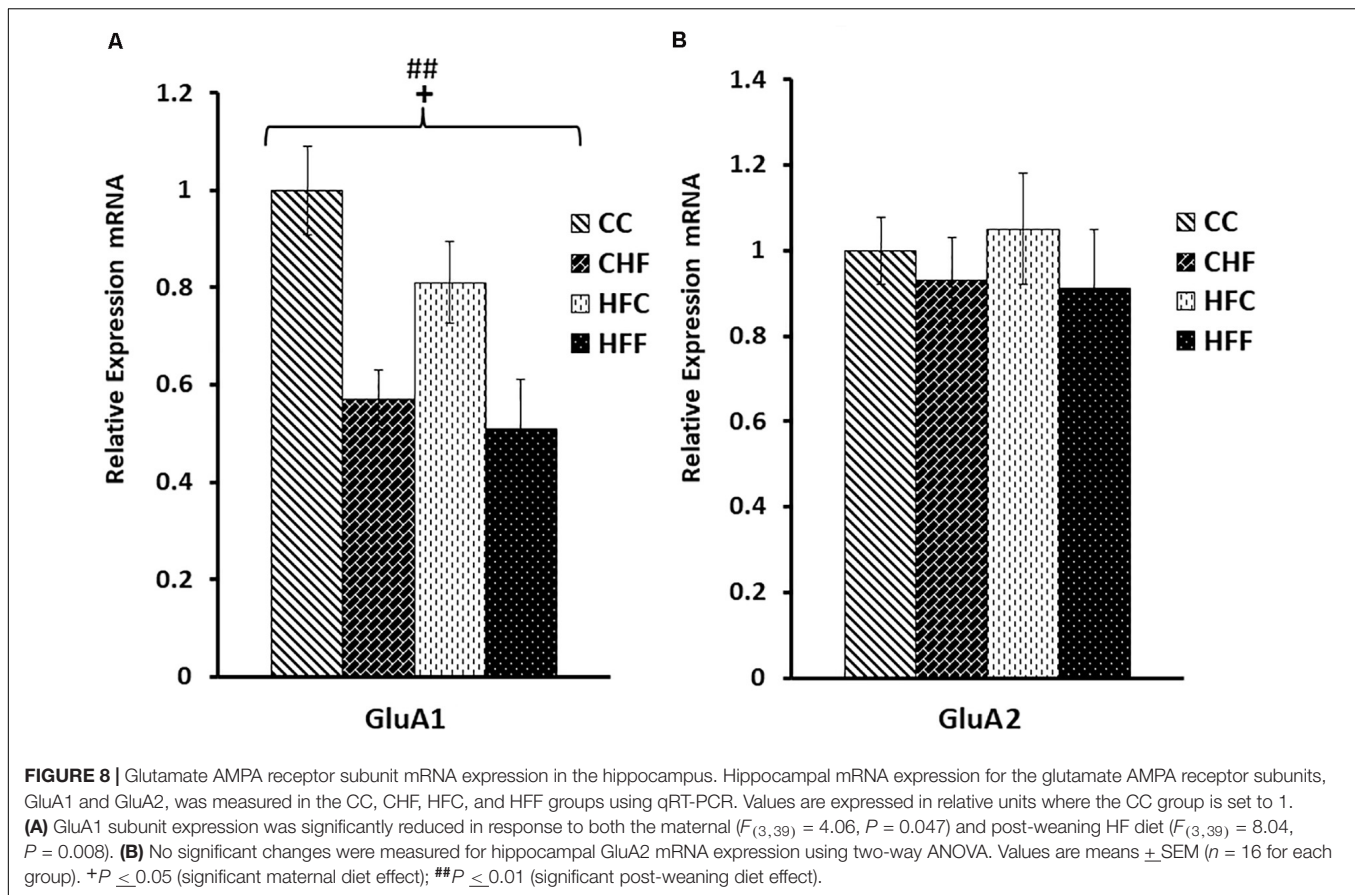 A
##
+
1.2
1
0.8
0.6
0.4
0.2
0
Relative Expression mRNA
CC
CHF
HFC
HFF
GluA1
B
1.4
1.2
1
0.8
0.6
0.4
0.2
0
Relative Expression mRNA
CC
CHF
HFC
HFF
GluA2
FIGURE 8 | Glutamate AMPA receptor subunit mRNA expression in the hippocampus. Hippocampal mRNA expression for the glutamate AMPA receptor subunits,
GluA1 and GluA2, was measured in the CC, CHF, HFC, and HFF groups using qRT-PCR. Values are expressed in relative units where the CC group is set to 1.
(A) GluA1 subunit expression was significantly reduced in response to both the maternal (F(3,39) = 4.06, P = 0.047) and post-weaning HF diet (F(3,39) = 8.04,
P = 0.008). (B) No significant changes were measured for hippocampal GluA2 mRNA expression using two-way ANOVA. Values are means ± SEM (n = 16 for each
group). +P ≤ 0.05 (significant maternal diet effect); ##P ≤ 0.01 (significant post-weaning diet effect).